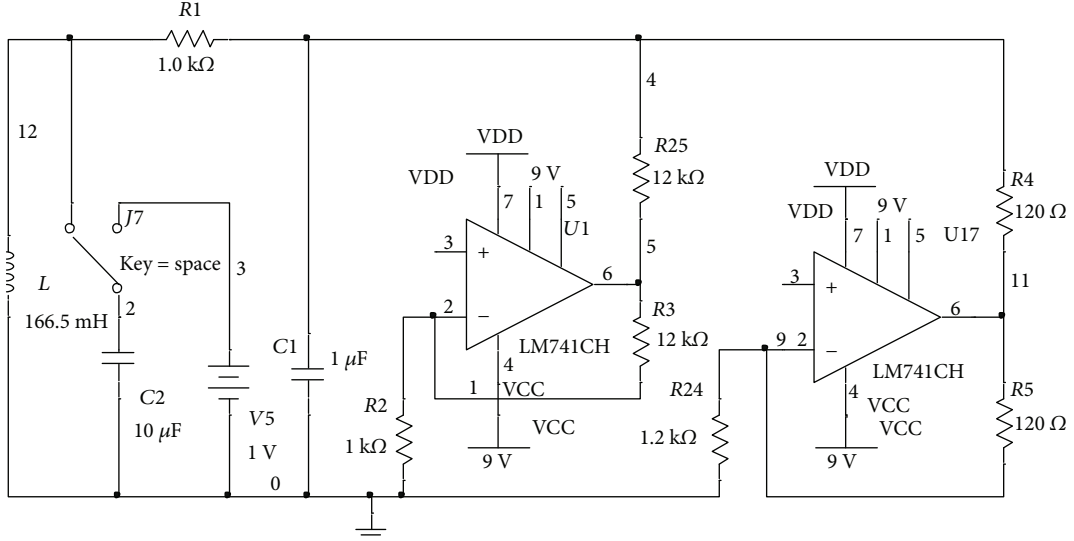 R1
1.0 kΩ
12
4
VDD
R25
12 kΩ
VDD
9 V
7
1
5
U1
3
+
5
6
2
−
R3
12 kΩ
LM741CH
4
1
VCC
VCC
9 V
J7
Key = space
3
L
2
166.5 mH
C1
1 μF
C2
10 μF
V5
1 V
0
R2
1 kΩ
VDD
VDD
9 V
7
1
5
U17
R4
120 Ω
3
+
11
6
9
2
−
LM741CH
4
R24
1.2 kΩ
VCC
VCC
9 V
R5
120 Ω